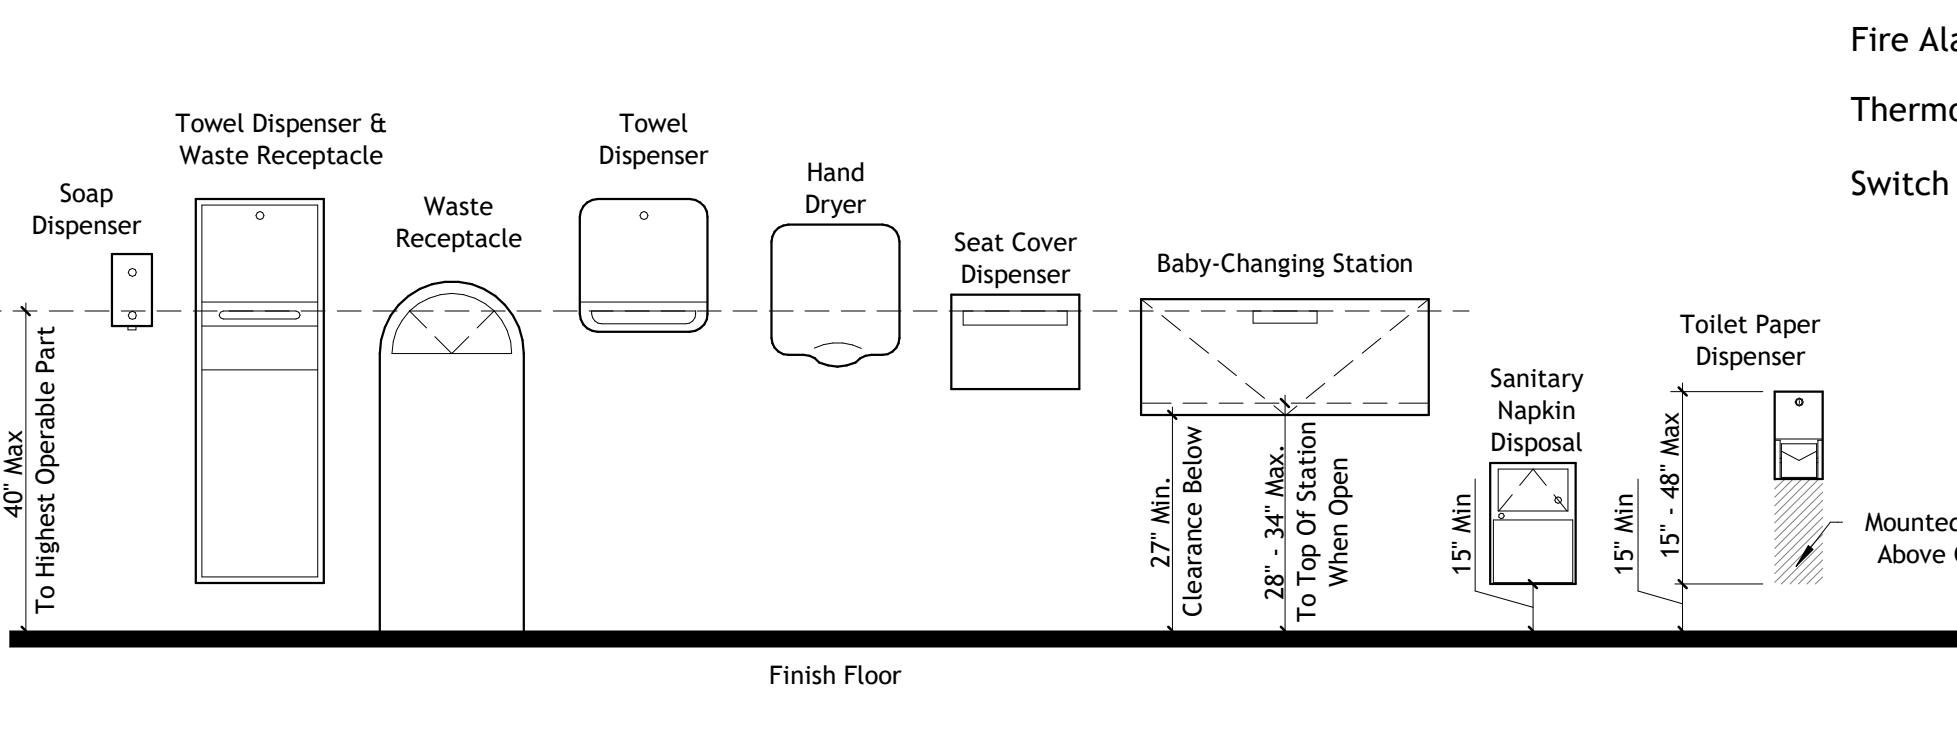 Fire Ala
Thermo
Switch
Towel Dispenser &
Waste Receptacle
Towel
Dispenser
Hand
Dryer
Soap
Dispenser
Waste
Receptacle
Seat Cover
Dispenser
Baby-Changing Station
Toilet Paper
Dispenser
Sanitary
Napkin
Disposal
40" Max
To Highest Operable Part
27" Min.
Clearance Below
28" - 34" Max.
To Top Of Station
When Open
15" Min
15" Min
15" - 48" Max
Mounted
Above
Finish Floor